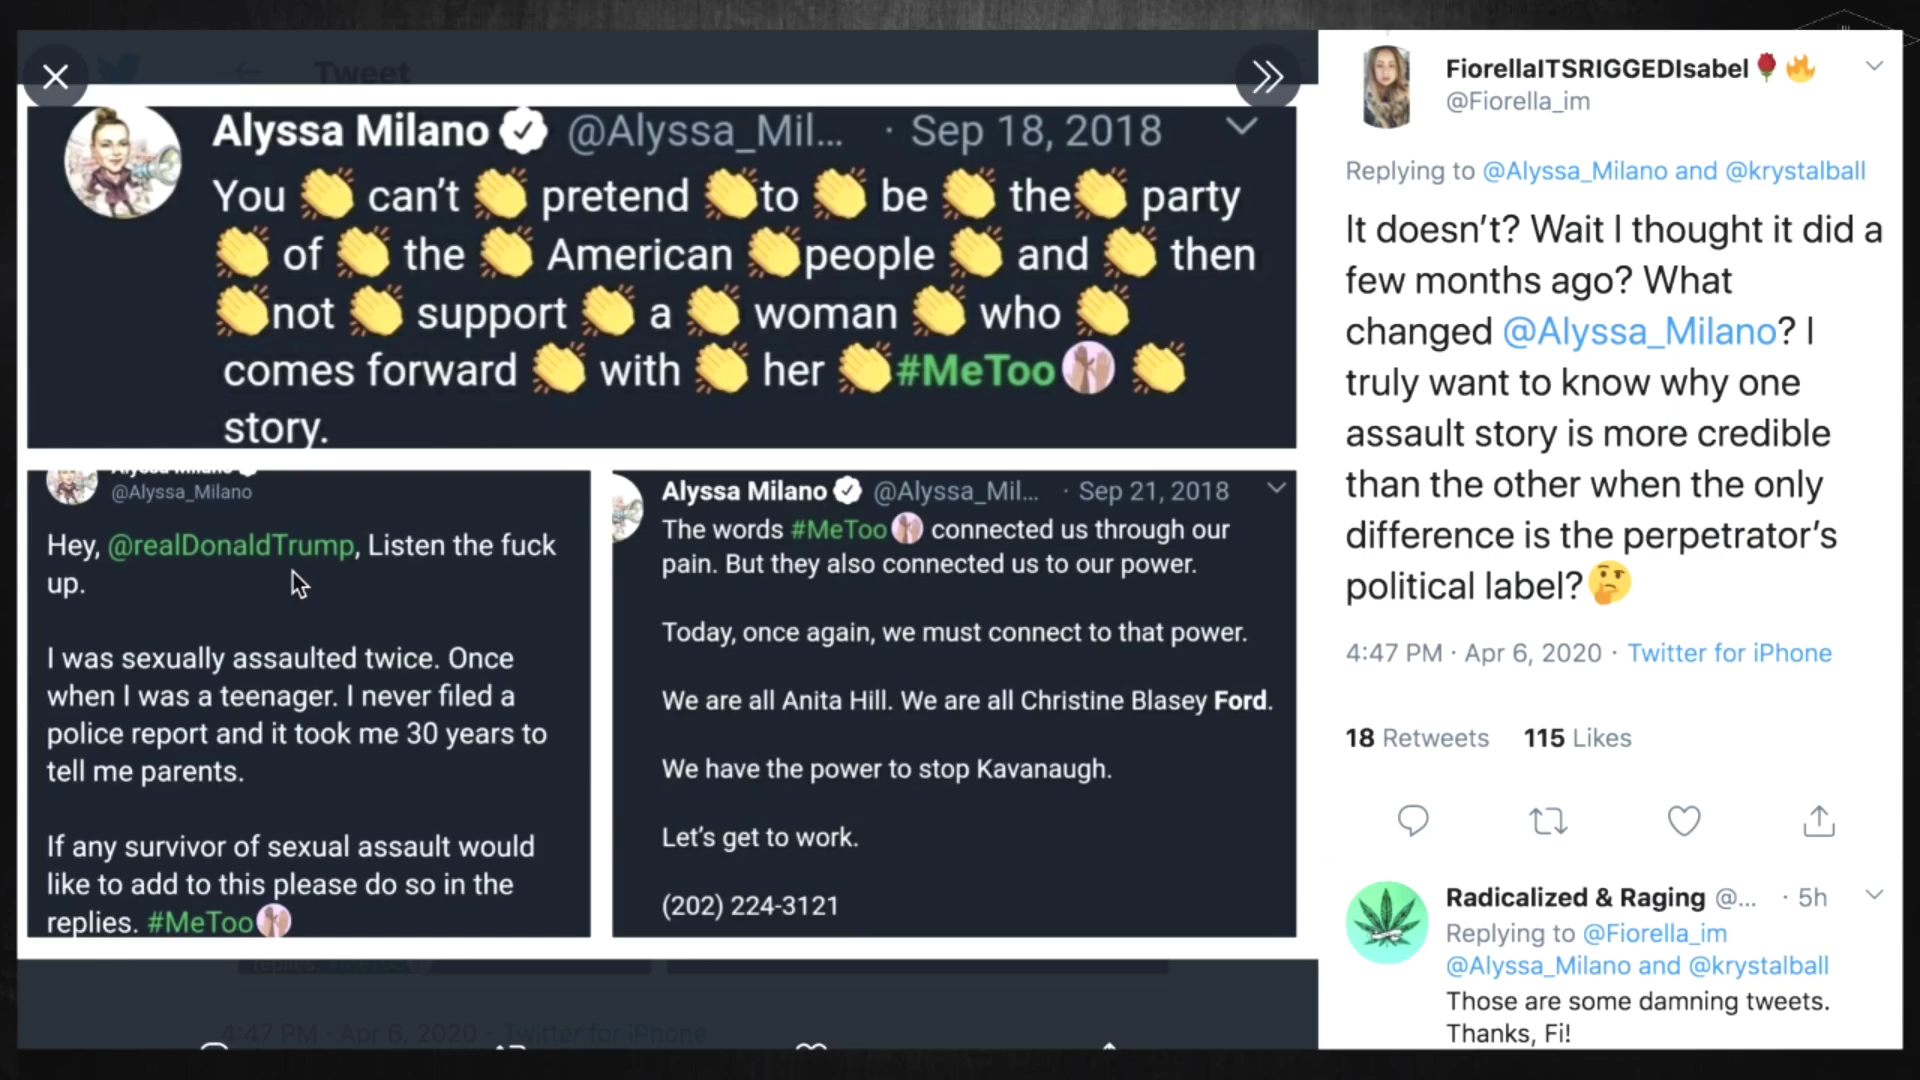 Tweet
Alyssa Milano @Alyssa_Mil... · Sep 18, 2018
You 👏 can't 👏 pretend 👏to 👏 be 👏 the👏 party
👏 of 👏 the 👏 American 👏people 👏 and 👏 then
👏not 👏 support 👏 a 👏 woman 👏 who 👏
comes forward 👏 with 👏 her 👏#MeToo 👏
story.
@Alyssa_Milano
Hey, @realDonaldTrump, Listen the fuck
up.
I was sexually assaulted twice. Once
when I was a teenager. I never filed a
police report and it took me 30 years to
tell me parents.
If any survivor of sexual assault would
like to add to this please do so in the
replies. #MeToo
Alyssa Milano @Alyssa_Mil... · Sep 21, 2018
The words #MeToo connected us through our
pain. But they also connected us to our power.
Today, once again, we must connect to that power.
We are all Anita Hill. We are all Christine Blasey Ford.
We have the power to stop Kavanaugh.
Let's get to work.
(202) 224-3121
4:47 PM · Apr 6, 2020 · Twitter for iPhone
FiorellaITSRIGGEDIsabel🌹🔥
@Fiorella_im
Replying to @Alyssa_Milano and @krystalball
It doesn't? Wait I thought it did a
few months ago? What
changed @Alyssa_Milano? I
truly want to know why one
assault story is more credible
than the other when the only
difference is the perpetrator's
political label?🤔
4:47 PM · Apr 6, 2020 · Twitter for iPhone
18 Retweets 115 Likes
Radicalized & Raging @... · 5h
Replying to @Fiorella_im
@Alyssa_Milano and @krystalball
Those are some damning tweets.
Thanks, Fi!